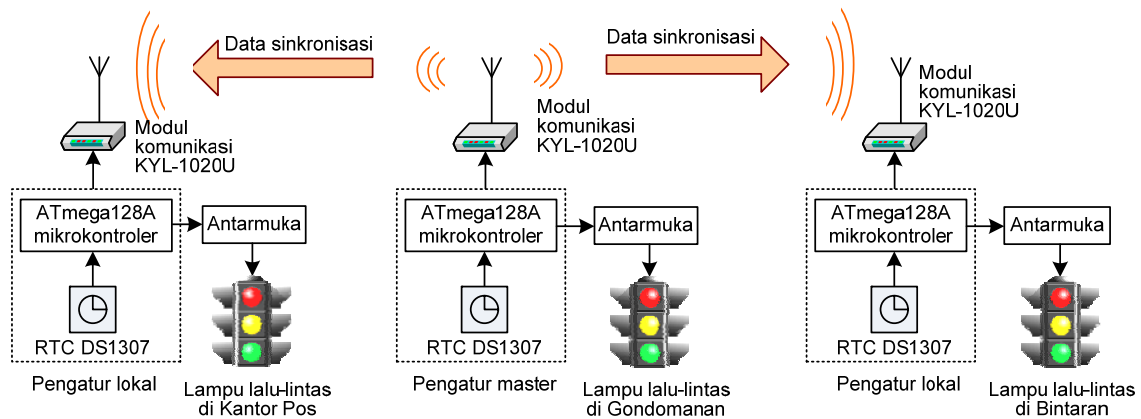 Data sinkronisasi
Data sinkronisasi
Modul
komunikasi
KYL-1020U
Modul
komunikasi
KYL-1020U
Modul
komunikasi
KYL-1020U
ATmega128A
mikrokontroler
Antarmuka
RTC DS1307
Pengatur lokal
Lampu lalu-lintas
di Kantor Pos
ATmega128A
mikrokontroler
Antarmuka
RTC DS1307
Pengatur master
Lampu lalu-lintas
di Gondomanan
ATmega128A
mikrokontroler
Antarmuka
RTC DS1307
Pengatur lokal
Lampu lalu-lintas
di Bintaran